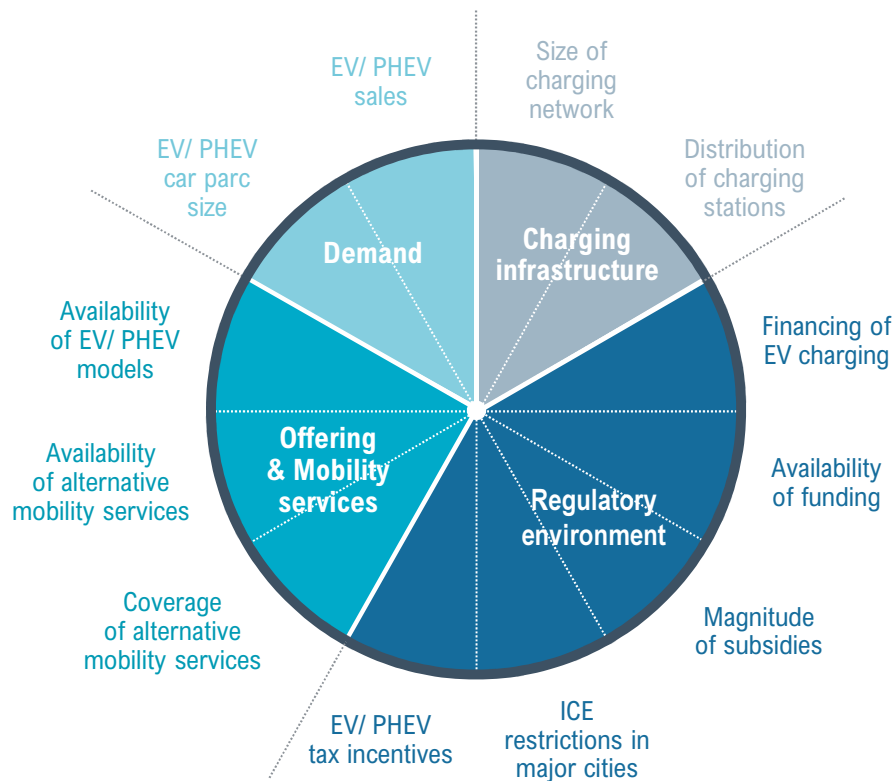 EV/ PHEV
sales
Size of
charging
network
EV/ PHEV
car parc
size
Distribution
of charging
stations
Demand
Charging
infrastructure
Availability
of EV/ PHEV
models
Financing of
EV charging
Offering
& Mobility
services
Availability
of alternative
mobility services
Regulatory
environment
Availability
of funding
Coverage
of alternative
mobility services
Magnitude
of subsidies
EV/ PHEV
tax incentives
ICE
restrictions in
major cities